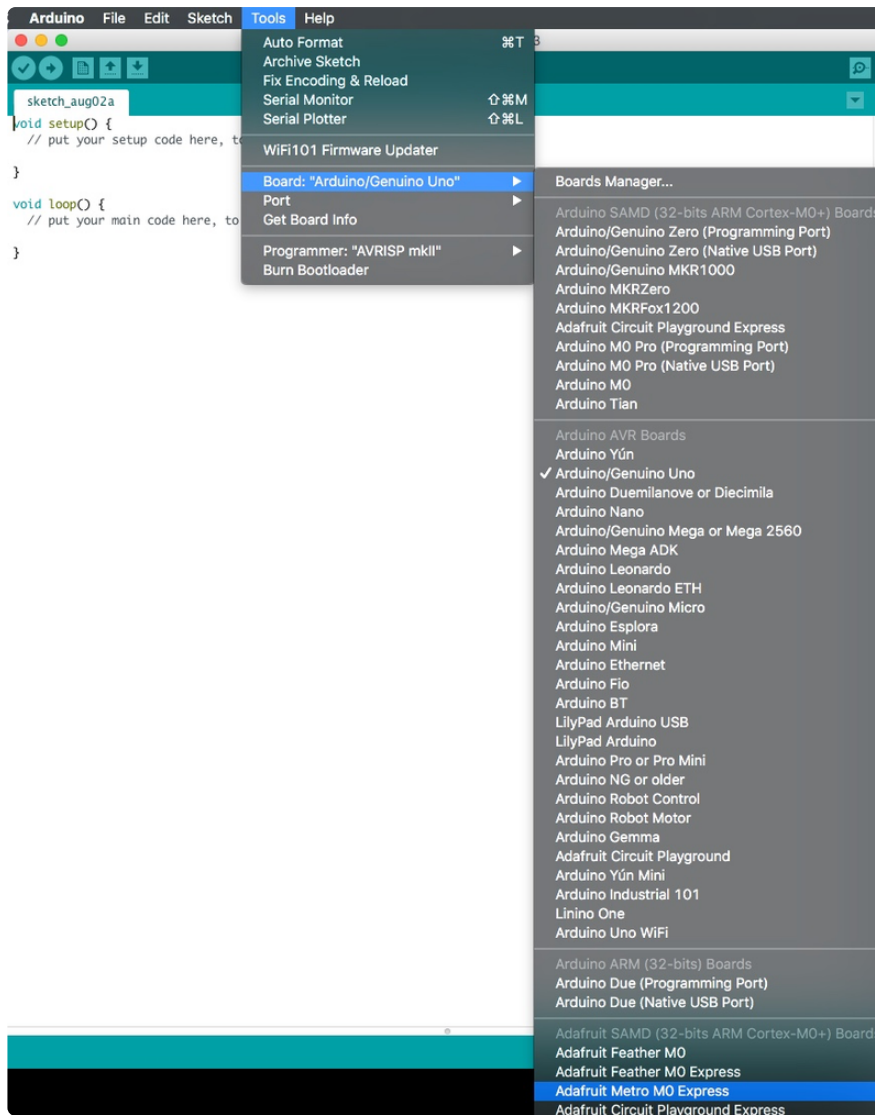 Arduino File Edit Sketch Tools Help
3
sketch_aug02a
void setup() {
// put your setup code here, to
}
void loop() {
// put your main code here, to
}
Auto Format ⌘T
Archive Sketch
Fix Encoding & Reload
Serial Monitor ⇧⌘M
Serial Plotter ⇧⌘L
WiFi101 Firmware Updater
Board: "Arduino/Genuino Uno"
Port
Get Board Info
Programmer: "AVRISP mkII"
Burn Bootloader
Boards Manager...
Arduino SAMD (32-bits ARM Cortex-M0+) Boards
Arduino/Genuino Zero (Programming Port)
Arduino/Genuino Zero (Native USB Port)
Arduino/Genuino MKR1000
Arduino MKRZero
Arduino MKRFox1200
Adafruit Circuit Playground Express
Arduino M0 Pro (Programming Port)
Arduino M0 Pro (Native USB Port)
Arduino M0
Arduino Tian
Arduino AVR Boards
Arduino Yún
✓ Arduino/Genuino Uno
Arduino Duemilanove or Diecimila
Arduino Nano
Arduino/Genuino Mega or Mega 2560
Arduino Mega ADK
Arduino Leonardo
Arduino Leonardo ETH
Arduino/Genuino Micro
Arduino Esplora
Arduino Mini
Arduino Ethernet
Arduino Fio
Arduino BT
LilyPad Arduino USB
LilyPad Arduino
Arduino Pro or Pro Mini
Arduino NG or older
Arduino Robot Control
Arduino Robot Motor
Arduino Gemma
Adafruit Circuit Playground
Arduino Yún Mini
Arduino Industrial 101
Linino One
Arduino Uno WiFi
Arduino ARM (32-bits) Boards
Arduino Due (Programming Port)
Arduino Due (Native USB Port)
Adafruit SAMD (32-bits ARM Cortex-M0+) Board
Adafruit Feather M0
Adafruit Feather M0 Express
Adafruit Metro M0 Express
Adafruit Circuit Playground Express